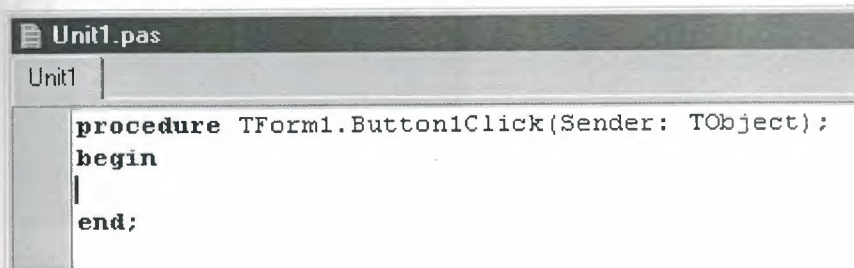 Unit1.pas
Unit1
procedure TForm1.Button1Click(Sender: TObject);
begin
end;